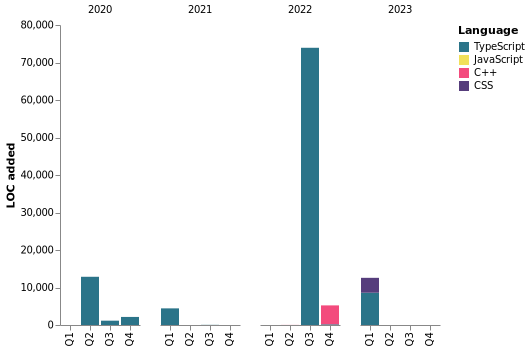 2020 2021 2022 2023
Language
TypeScript
JavaScript
C++
CSS
LOC added
80,000
70,000
60,000
50,000
40,000
30,000
20,000
10,000
0
Q1 Q2 Q3 Q4 Q1 Q2 Q3 Q4 Q1 Q2 Q3 Q4 Q1 Q2 Q3 Q4